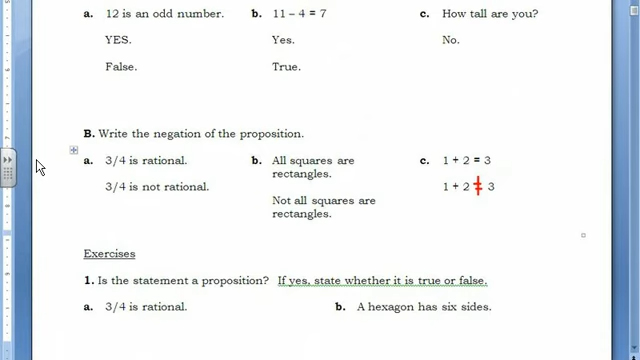 a. 12 is an odd number. b. 11 – 4 = 7 c. How tall are you?
YES. Yes. No.
False. True.
B. Write the negation of the proposition.
a. 3/4 is rational. b. All squares are rectangles. c. 1 + 2 = 3
3/4 is not rational. Not all squares are rectangles. 1 + 2 ≠ 3
Exercises
1. Is the statement a proposition? If yes, state whether it is true or false.
a. 3/4 is rational. b. A hexagon has six sides.